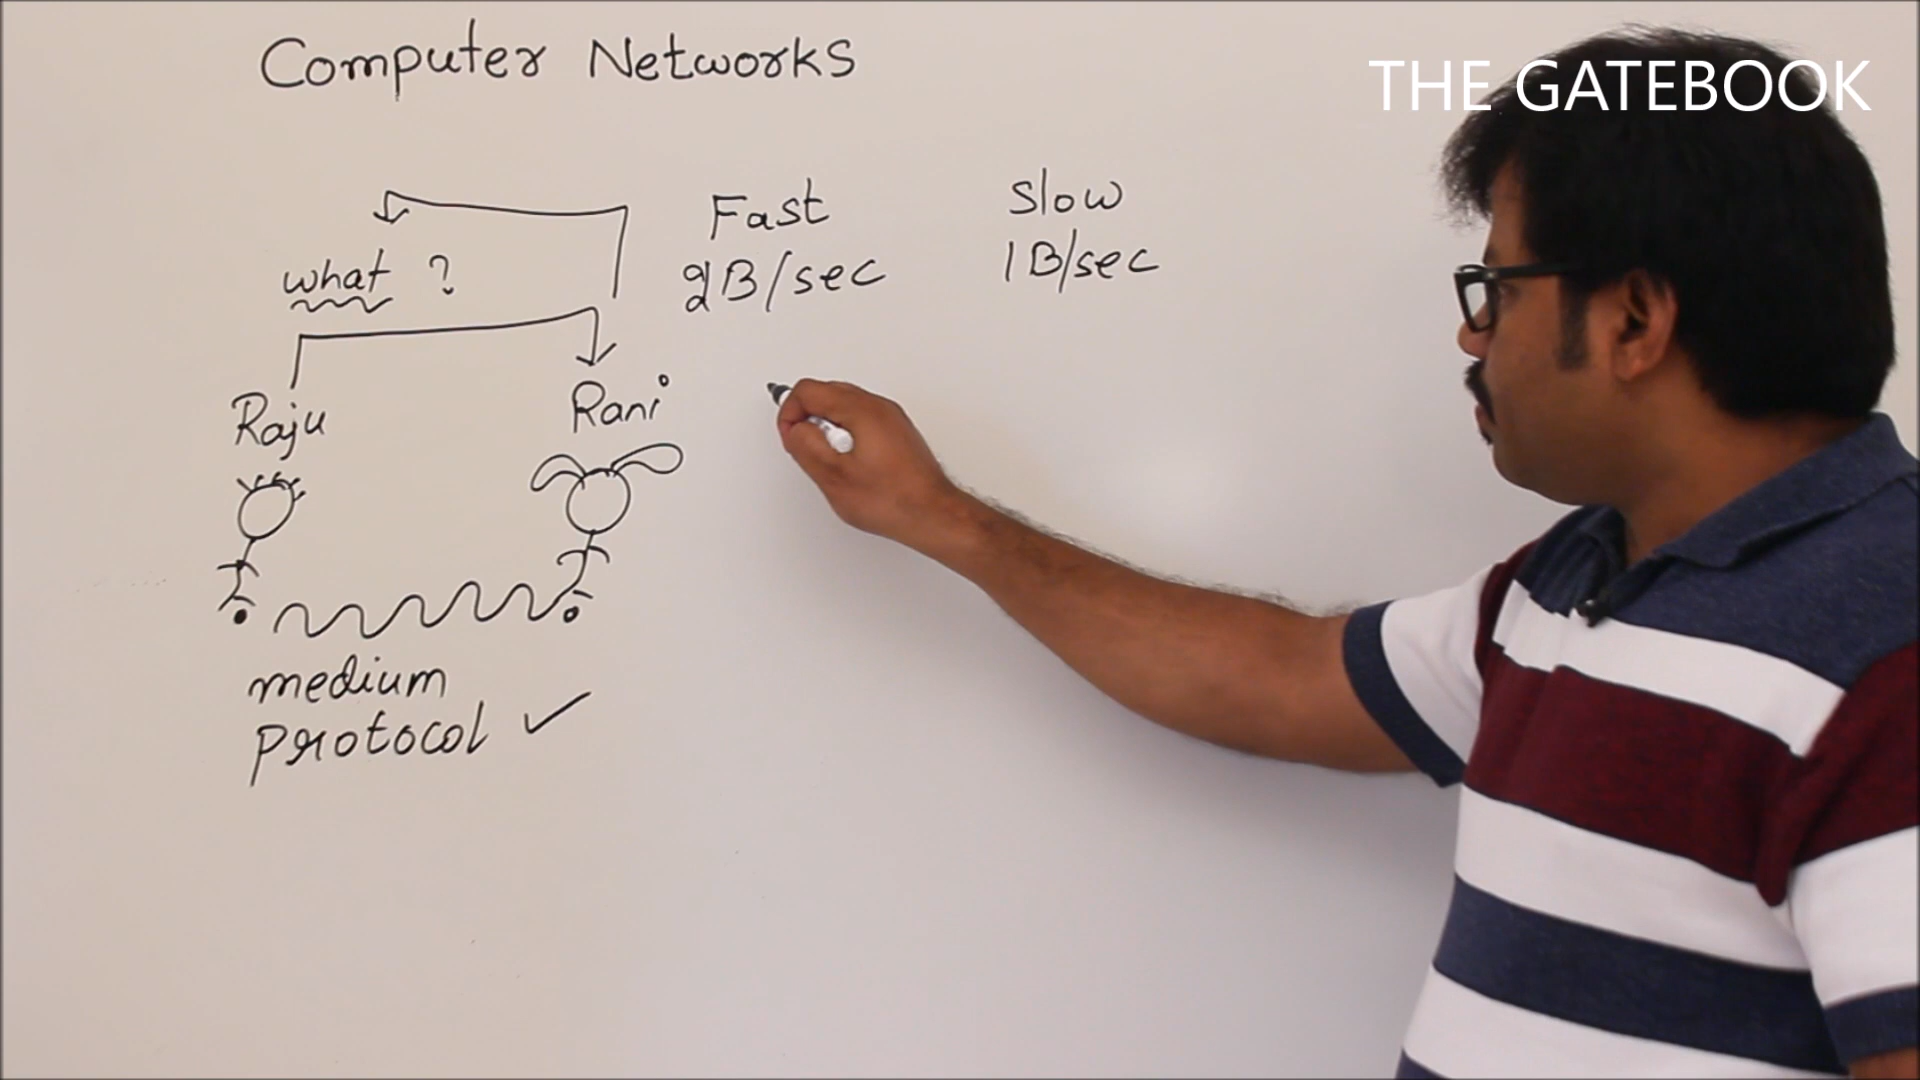 Computer Networks
THE GATEBOOK
what ?
Fast
2B/sec
Slow
1B/sec
Raju
Rani
medium
protocol ✓